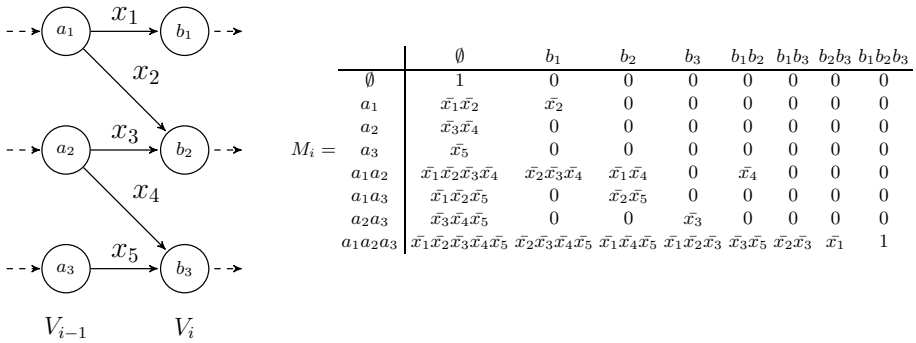 a₁ x₁ b₁
x₂
a₂ x₃ b₂
x₄
a₃ x₅ b₃
Vᵢ₋₁ Vᵢ
∅ b₁ b₂ b₃ b₁b₂ b₁b₃ b₂b₃ b₁b₂b₃
∅ 1 0 0 0 0 0 0 0
a₁ x̄₁x̄₂ x̄₂ 0 0 0 0 0 0
a₂ x̄₃x̄₄ 0 0 0 0 0 0 0
Mᵢ = a₃ x̄₅ 0 0 0 0 0 0 0
a₁a₂ x̄₁x̄₂x̄₃x̄₄ x̄₂x̄₃x̄₄ x̄₁x̄₄ 0 x̄₄ 0 0 0
a₁a₃ x̄₁x̄₂x̄₅ 0 x̄₂x̄₅ 0 0 0 0 0
a₂a₃ x̄₃x̄₄x̄₅ 0 0 x̄₃ 0 0 0 0
a₁a₂a₃ x̄₁x̄₂x̄₃x̄₄x̄₅ x̄₂x̄₃x̄₄x̄₅ x̄₁x̄₄x̄₅ x̄₁x̄₂x̄₃ x̄₃x̄₅ x̄₂x̄₃ x̄₁ 1